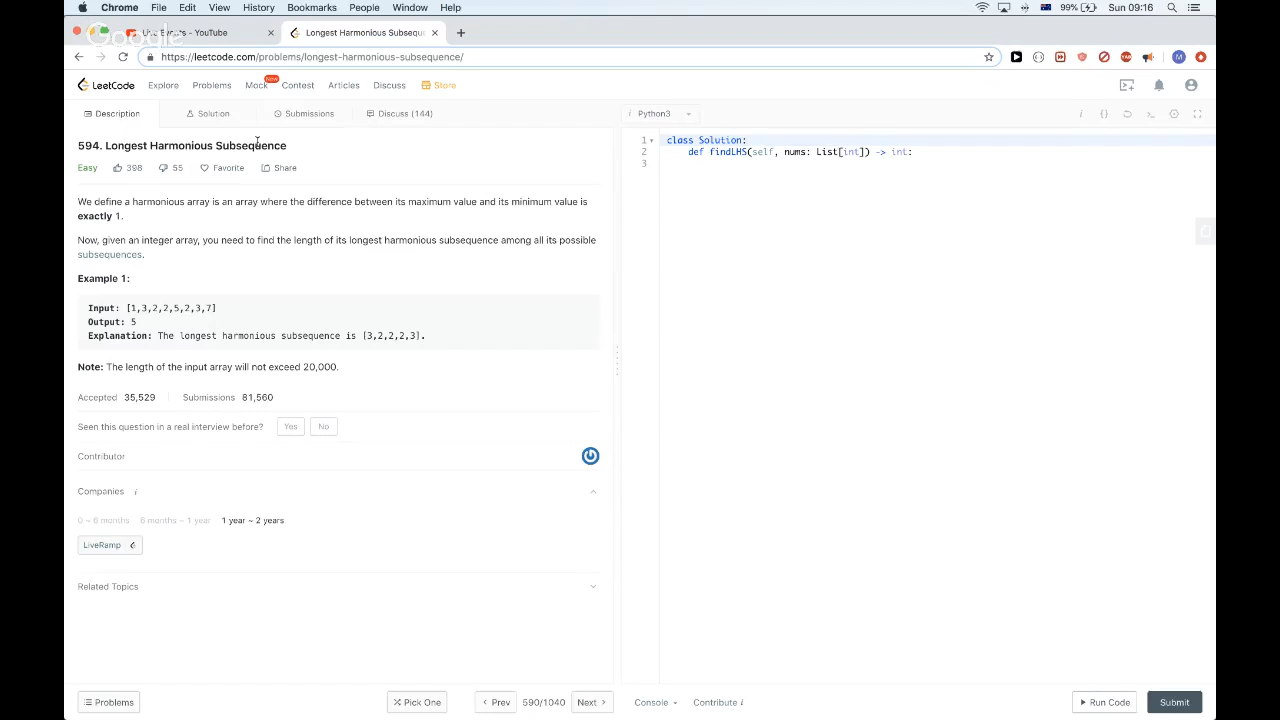 Chrome File Edit View History Bookmarks People Window Help 99% Sun 09:16
Live Events - YouTube Longest Harmonious Subseque
Google
https://leetcode.com/problems/longest-harmonious-subsequence/ M
LeetCode Explore Problems Mock New Contest Articles Discuss Store
Description Solution Submissions Discuss (144) Python3
594. Longest Harmonious Subsequence
Easy 398 55 Favorite Share
We define a harmonious array is an array where the difference between its maximum value and its minimum value is
exactly 1.
Now, given an integer array, you need to find the length of its longest harmonious subsequence among all its possible
subsequences.
Example 1:
Input: [1,3,2,2,5,2,3,7]
Output: 5
Explanation: The longest harmonious subsequence is [3,2,2,2,3].
Note: The length of the input array will not exceed 20,000.
Accepted 35,529 Submissions 81,560
Seen this question in a real interview before? Yes No
Contributor
Companies i
0 ~ 6 months 6 months ~ 1 year 1 year ~ 2 years
LiveRamp
Related Topics
1 class Solution:
2 def findLHS(self, nums: List[int]) -> int:
3
Problems Pick One Prev 590/1040 Next Console Contribute i Run Code Submit